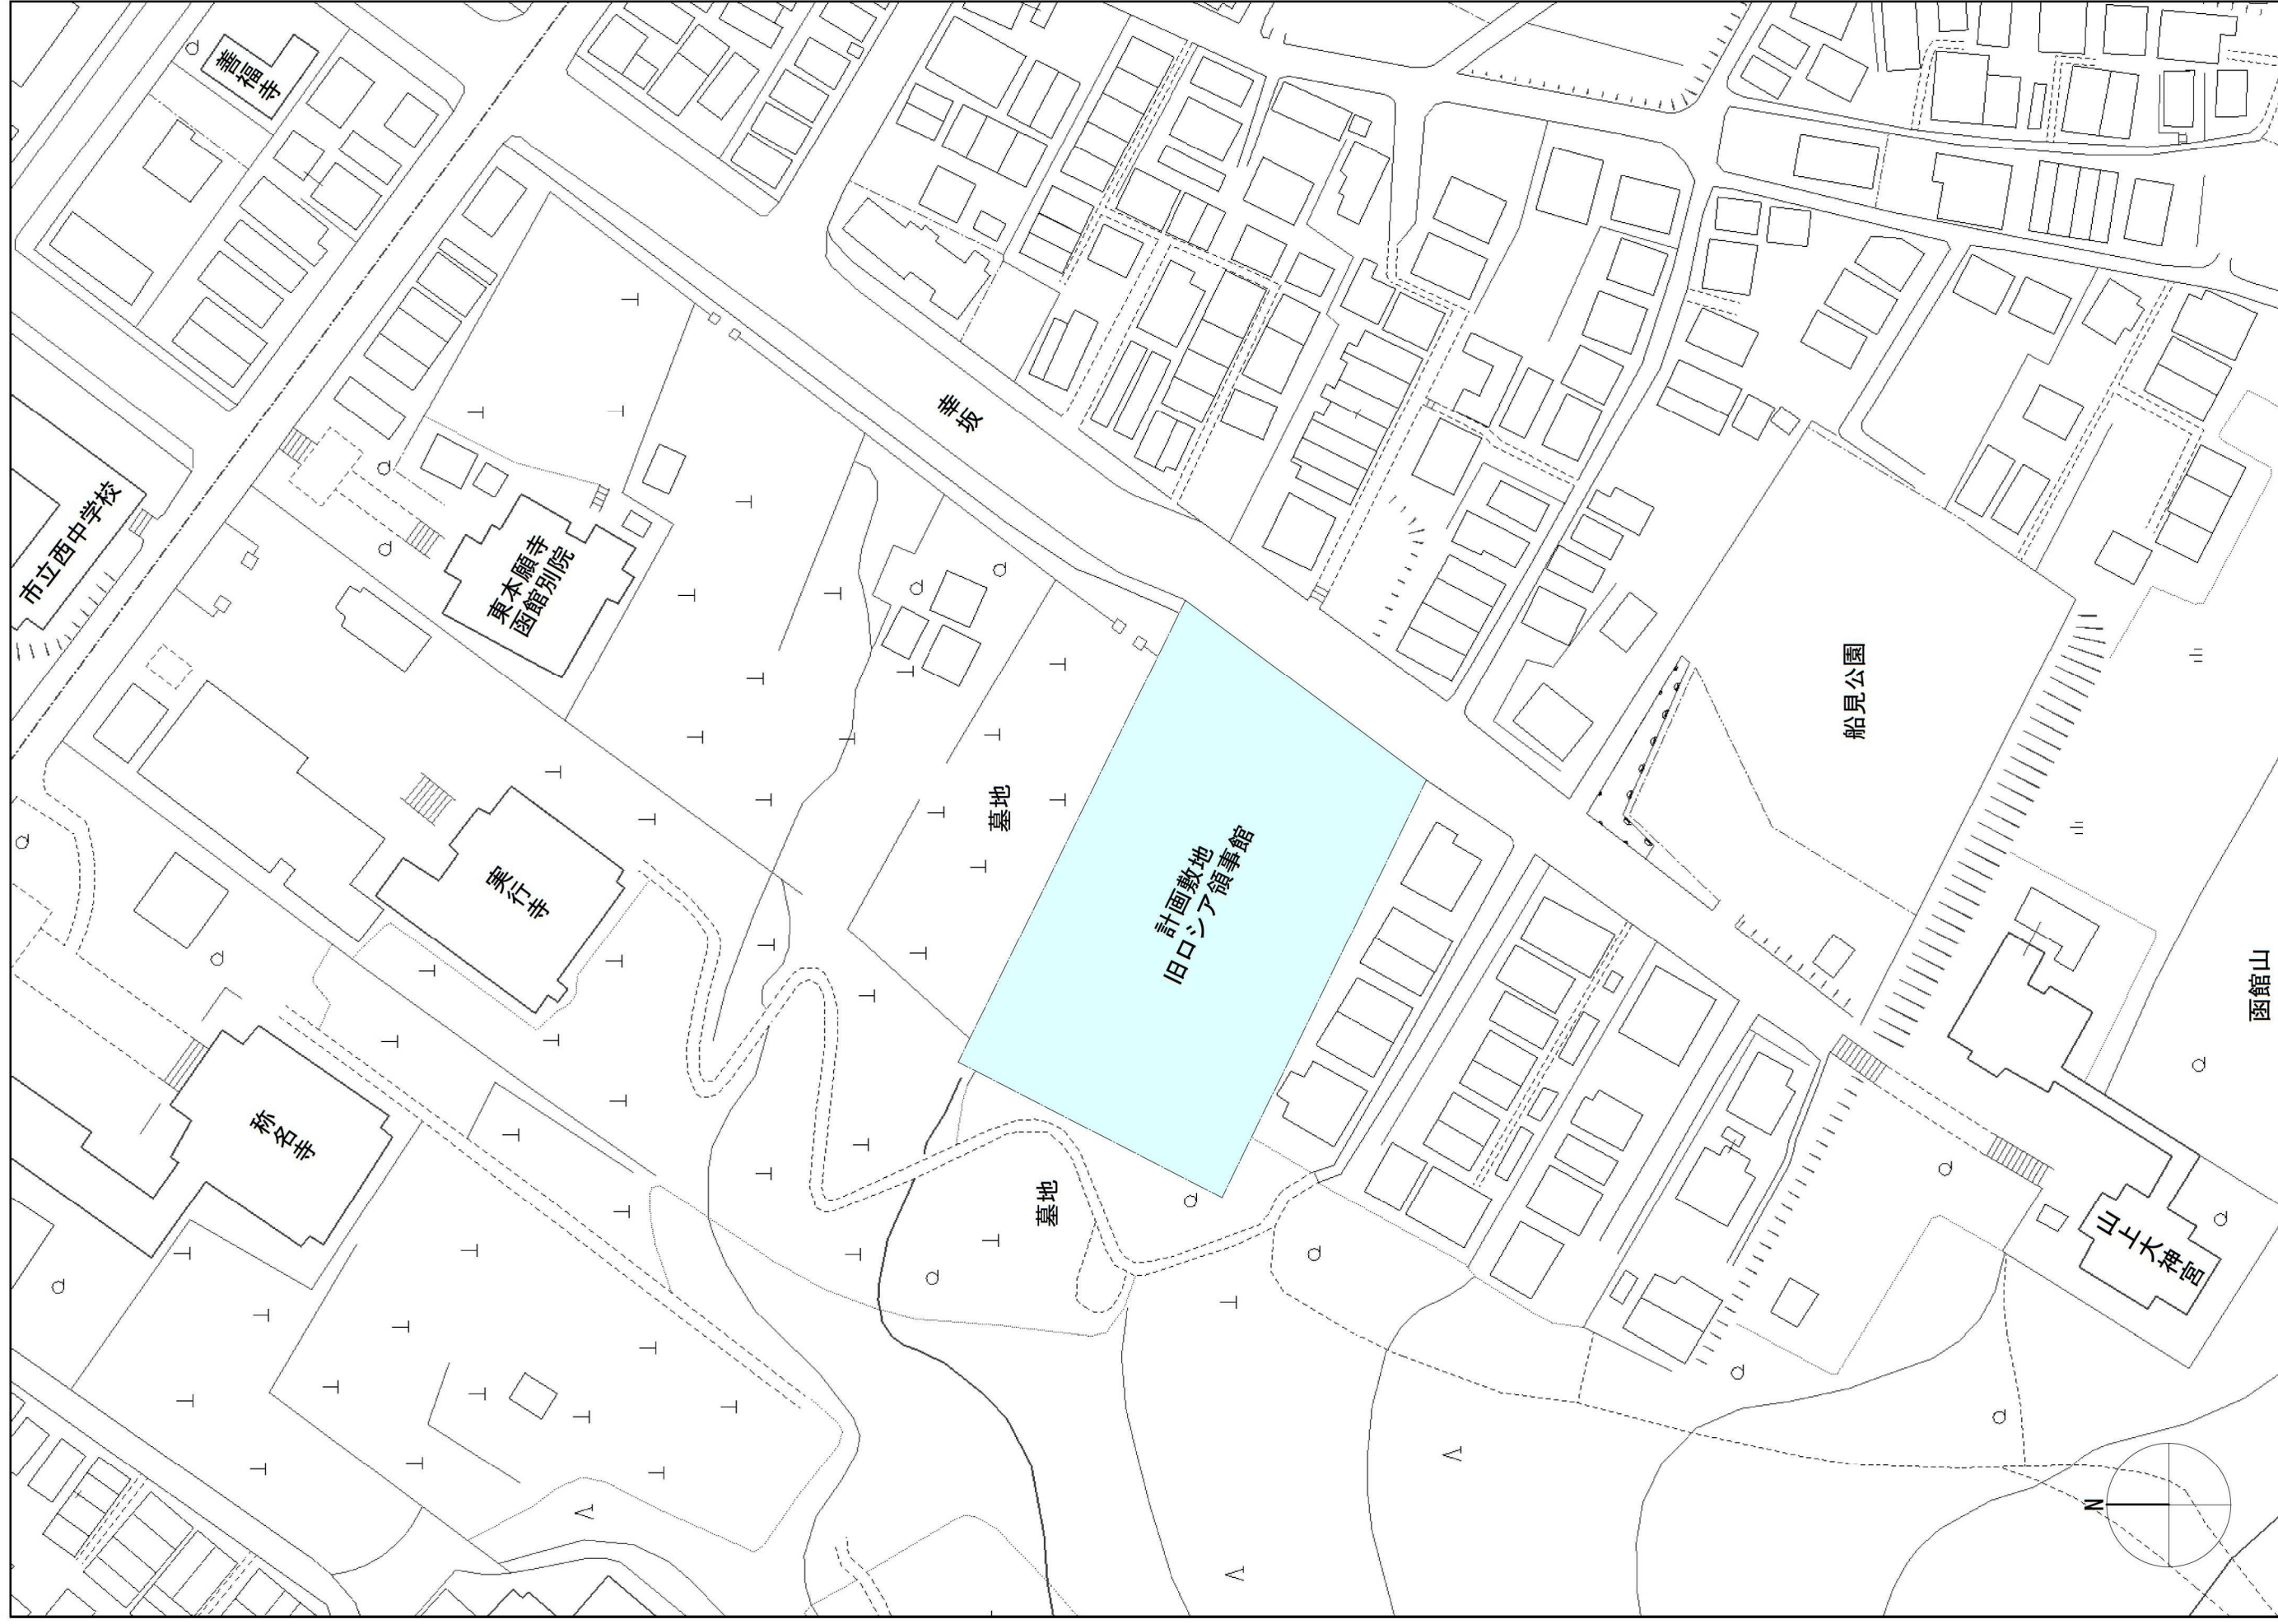 善福寺
市立西中学校
東本願寺
函館別院
幸坂
実行寺
墓地
船見公園
計画敷地
旧ロシア領事館
称名寺
墓地
函館山
山上大神宮
N